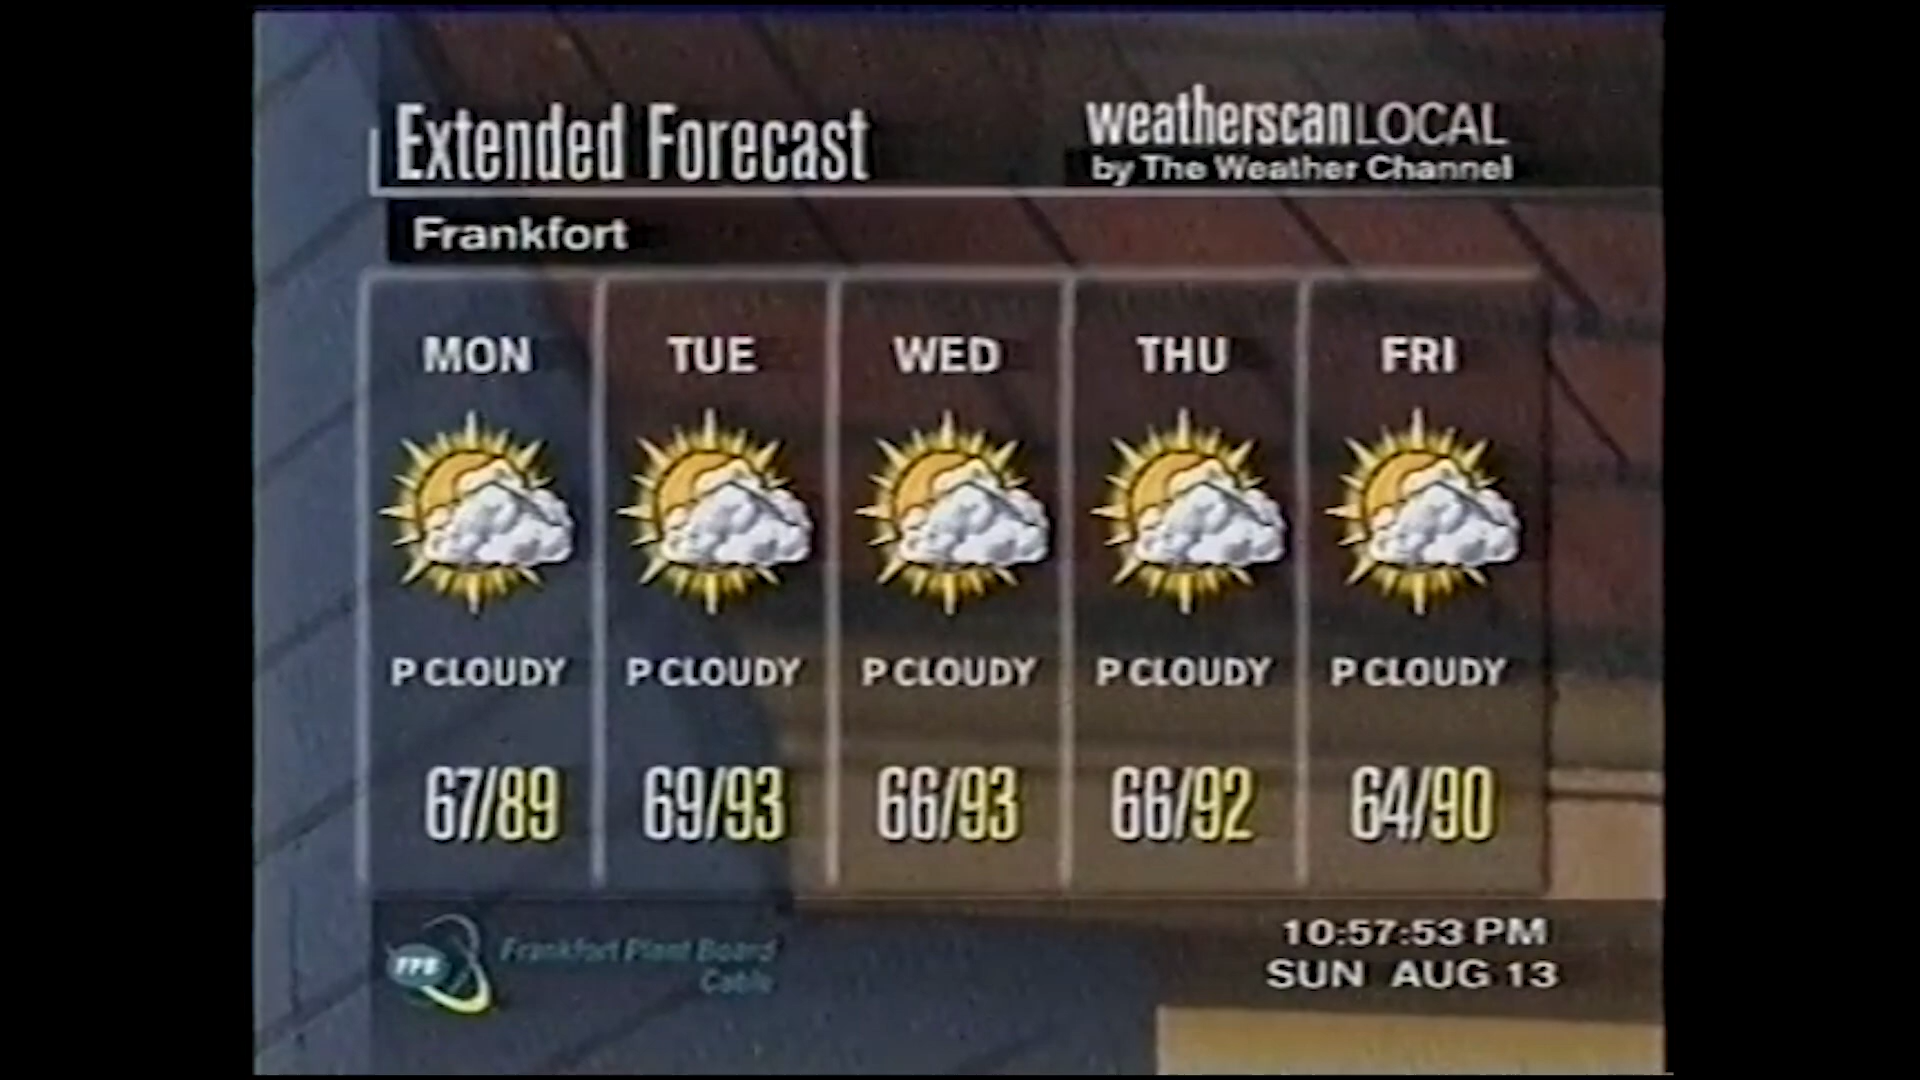 Extended Forecast
weatherscanLOCAL
by The Weather Channel
Frankfort
MON TUE WED THU FRI
P CLOUDY P CLOUDY P CLOUDY P CLOUDY P CLOUDY
67/89 69/93 66/93 66/92 64/90
FPB
Frankfort Plant Board
Cable
10:57:53 PM
SUN AUG 13